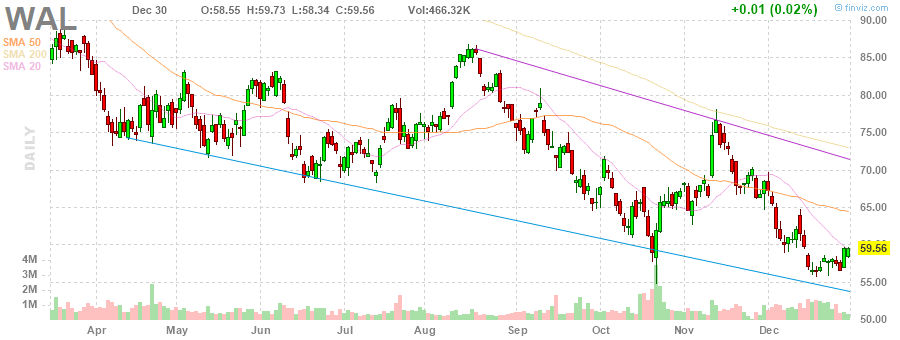 WAL Dec 30 O:58.55 H:59.73 L:58.34 C:59.56 Vol:466.32K +0.01 (0.02%) © finviz.com
SMA 50
SMA 200
SMA 20
DAILY
90.00
85.00
80.00
75.00
70.00
65.00
59.56
55.00
50.00
4M
3M
2M
1M
Apr May Jun Jul Aug Sep Oct Nov Dec